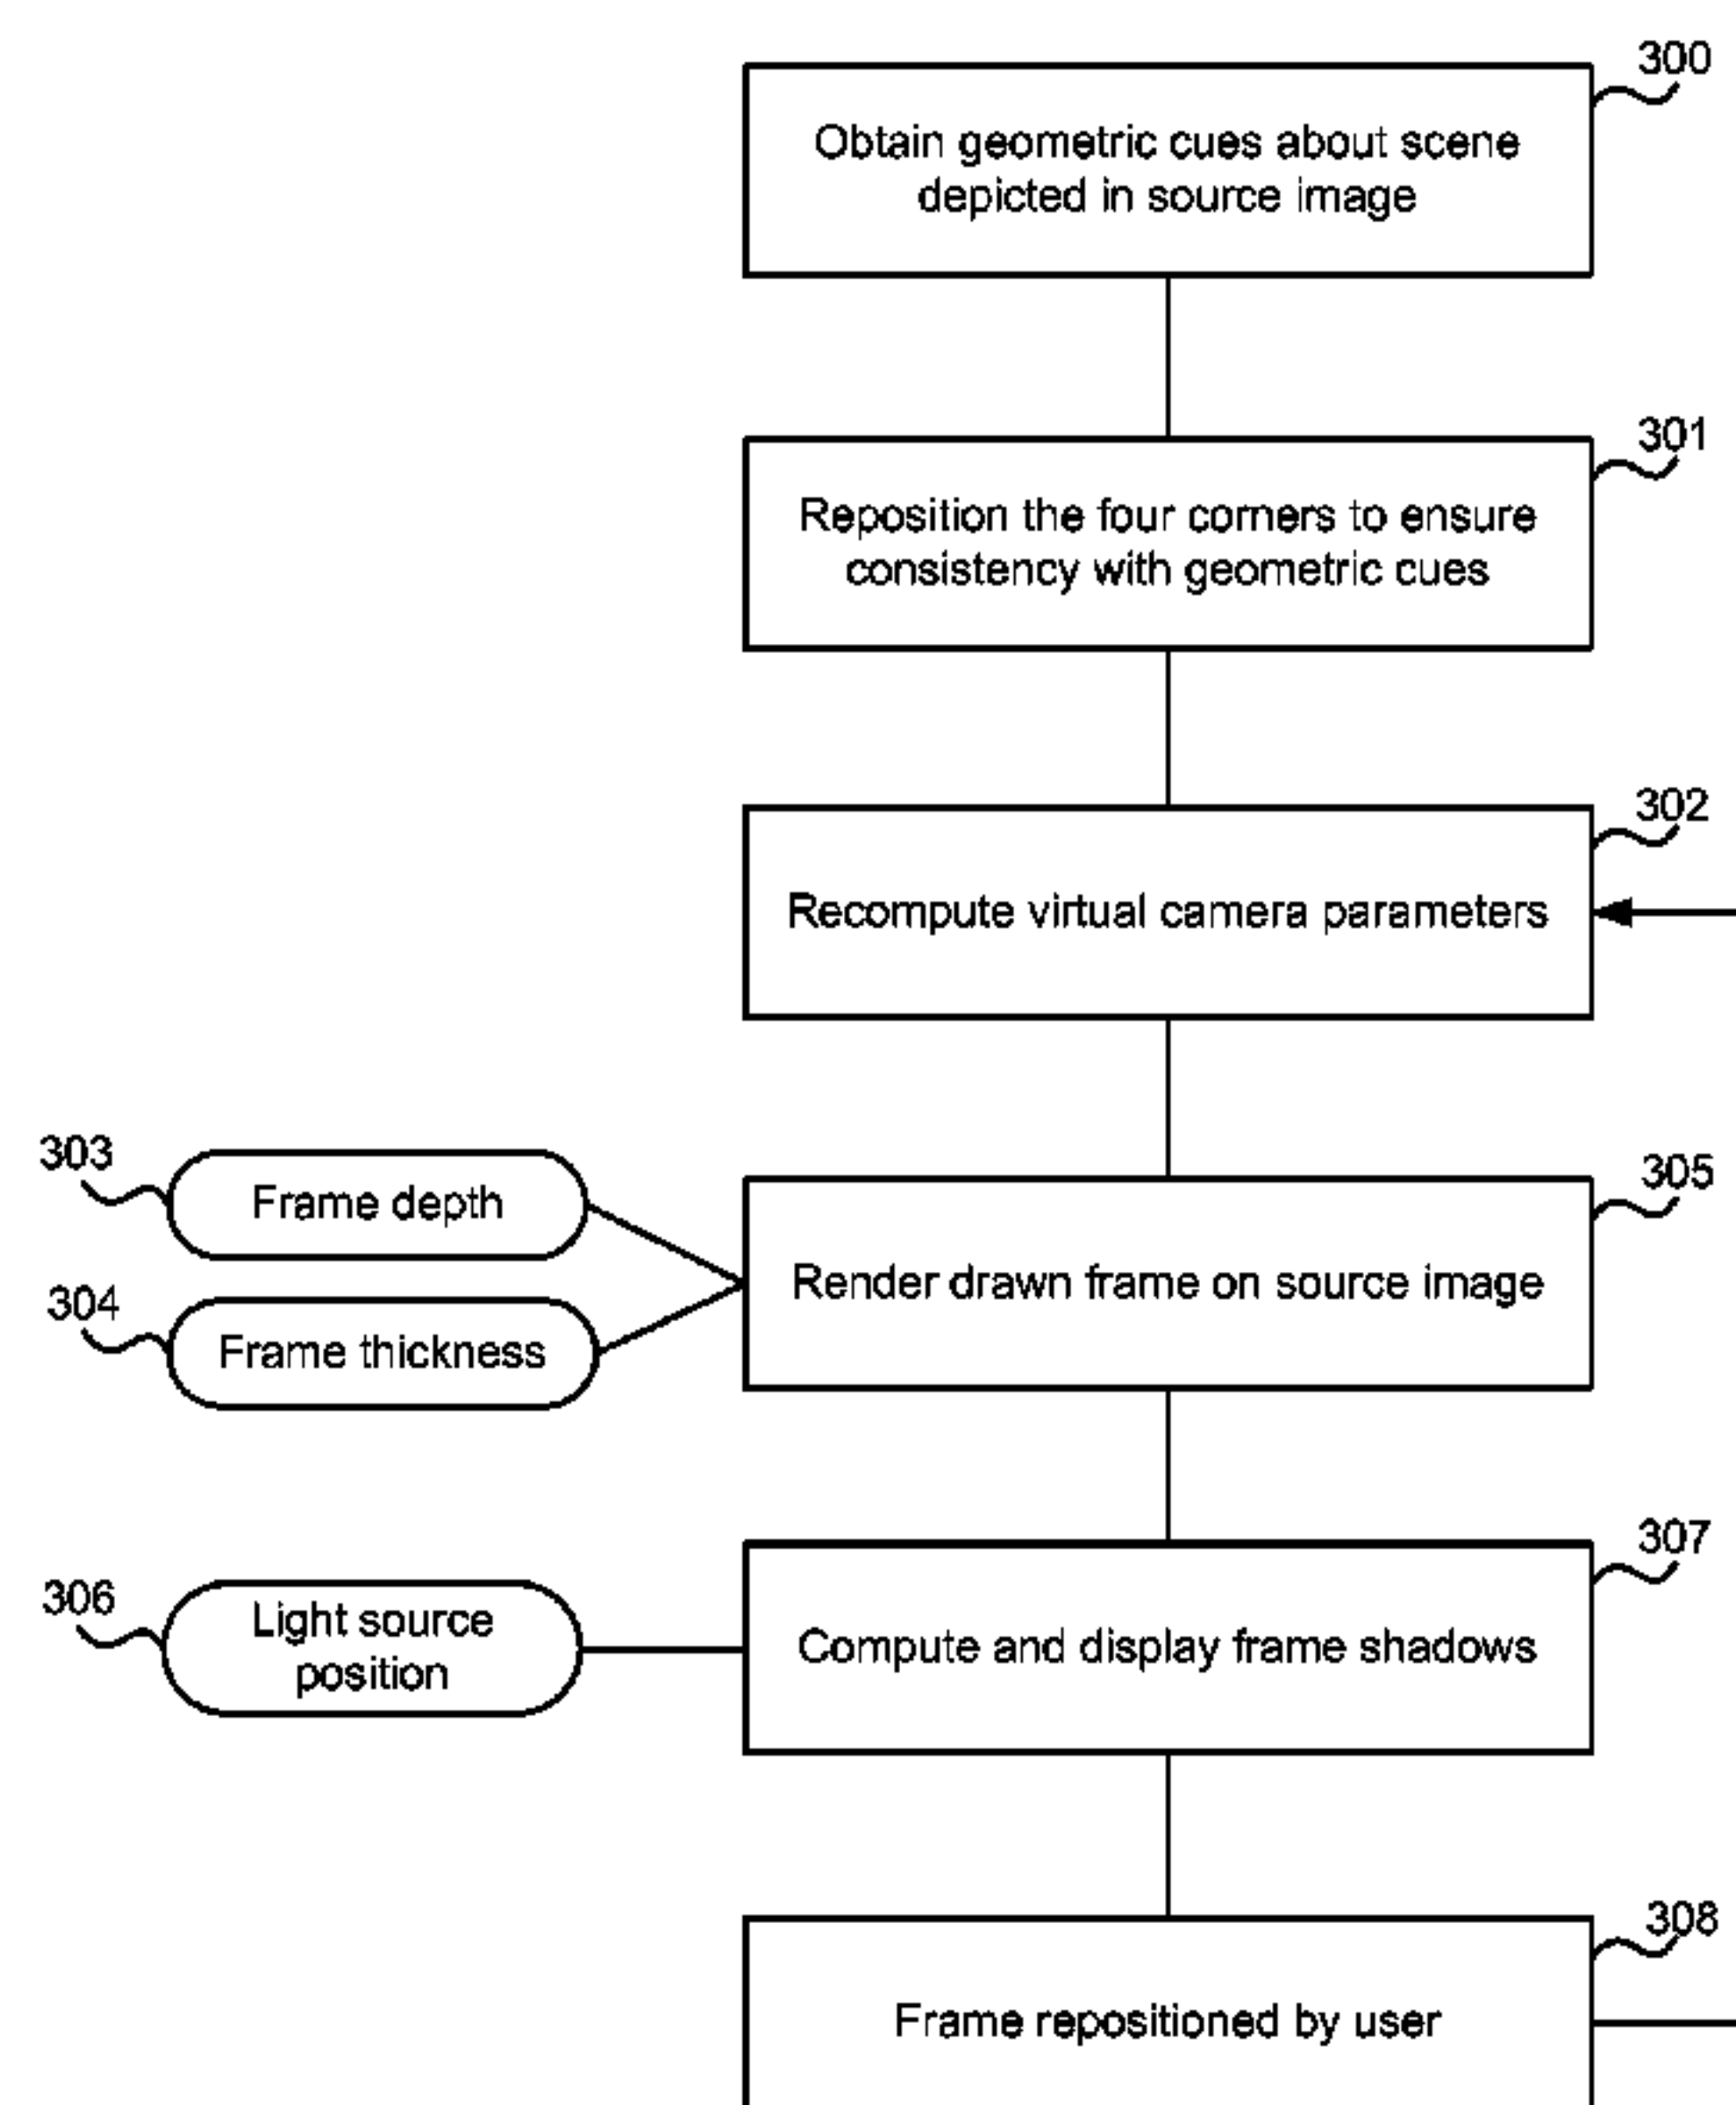 300
Obtain geometric cues about scene
depicted in source image
301
Reposition the four corners to ensure
consistency with geometric cues
302
Recompute virtual camera parameters
303
Frame depth
304
Frame thickness
305
Render drawn frame on source image
306
Light source
position
307
Compute and display frame shadows
308
Frame repositioned by user